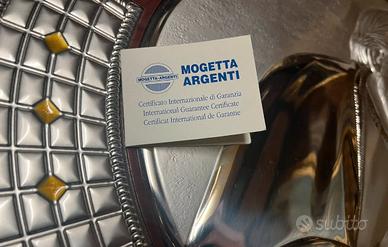 MOGETTA-ARGENTI
MOGETTA
ARGENTI
Certificato Internazionale di Garanzia
International Guarantee Certificate
Certificat International de Garantie
subito